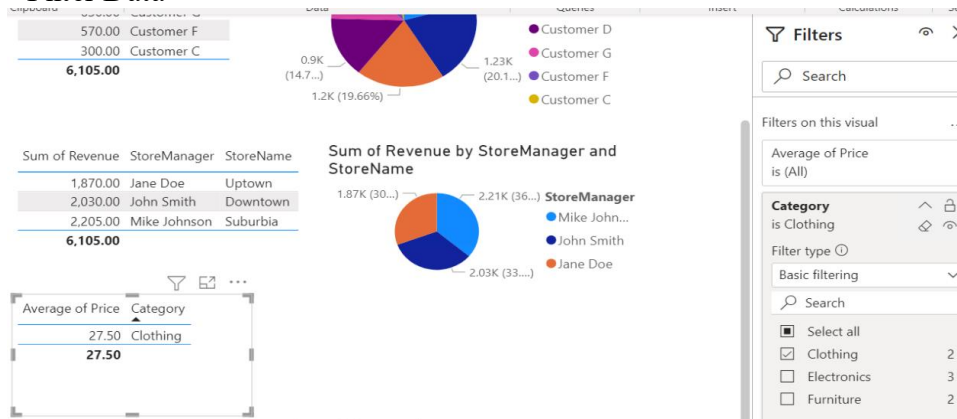 Clipboard Data Queries Insert Calculations
570.00 Customer F
300.00 Customer C
6,105.00
Customer D
Customer G
Customer F
Customer C
0.9K
(14.7...)
1.23K
(20.1...)
1.2K (19.66%)
Sum of Revenue StoreManager StoreName
1,870.00 Jane Doe Uptown
2,030.00 John Smith Downtown
2,205.00 Mike Johnson Suburbia
6,105.00
Sum of Revenue by StoreManager and
StoreName
1.87K (30...)
2.21K (36...)
2.03K (33....)
StoreManager
Mike John...
John Smith
Jane Doe
Average of Price Category
27.50 Clothing
27.50
Filters
Search
Filters on this visual
Average of Price
is (All)
Category
is Clothing
Filter type
Basic filtering
Search
Select all
Clothing 2
Electronics 3
Furniture 2